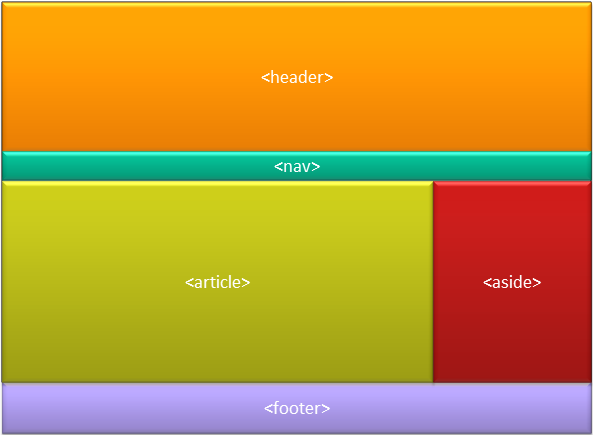 <header>
<nav>
<article>
<aside>
<footer>